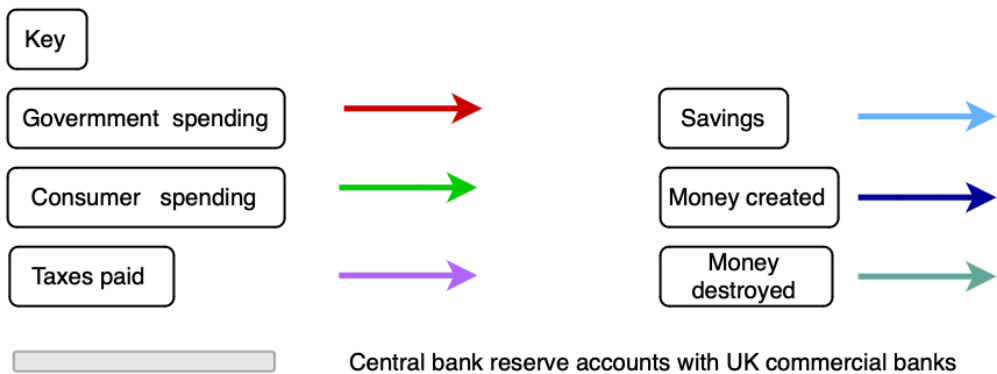 Key
Govermment spending
Savings
Consumer spending
Money created
Taxes paid
Money
destroyed
Central bank reserve accounts with UK commercial banks